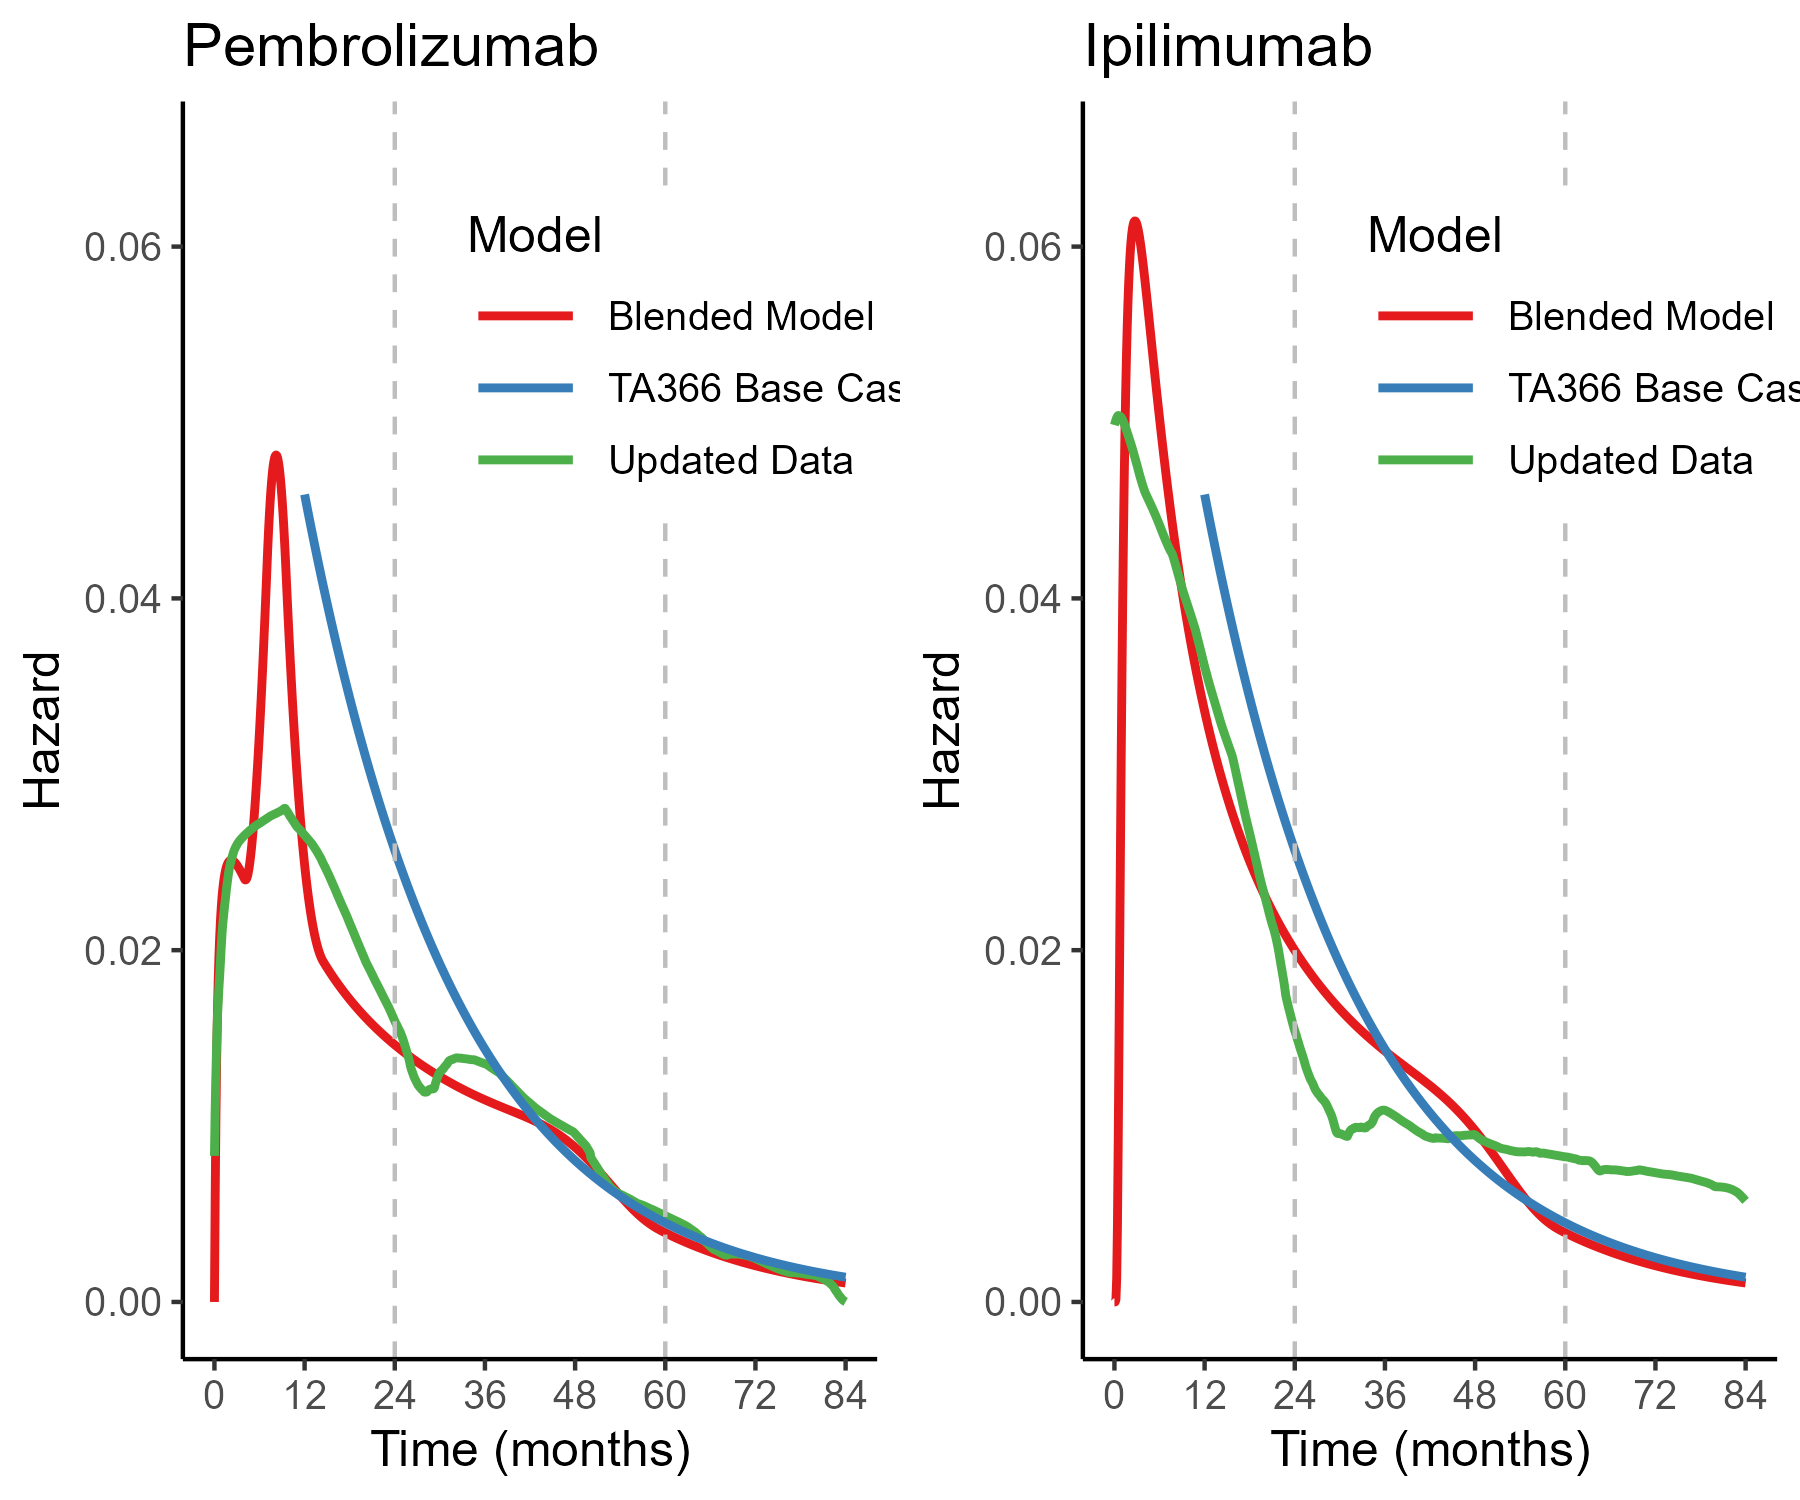 Pembrolizumab
0.06
0.04
0.02
0.00
Hazard
Model
Blended Model
TA366 Base Cas
Updated Data
0 12 24 36 48 60 72 84
Time (months)
Ipilimumab
0.06
0.04
0.02
0.00
Hazard
Model
Blended Model
TA366 Base Cas
Updated Data
0 12 24 36 48 60 72 84
Time (months)